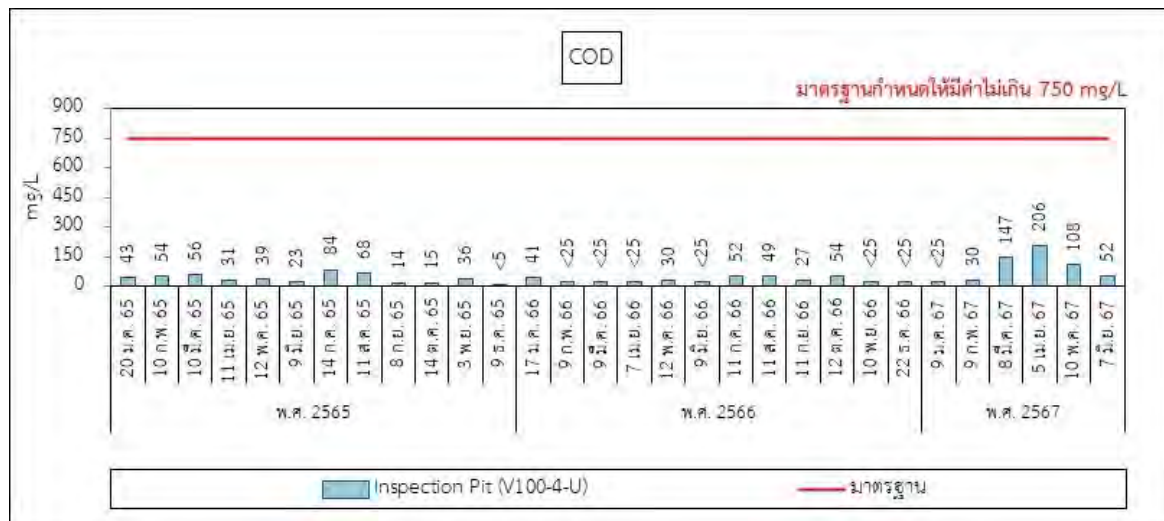 COD
มาตรฐานกำหนดให้มีค่าไม่เกิน 750 mg/L
900
750
600
450
300
150
0
mg/L
43 54 56 31 39 23 84 68 14 15 36 <5 41 <25 <25 <25 30 <25 52 49 27 54 <25 <25 <25 30 147 206 108 52
20 ม.ค. 65 10 ก.พ 65 10 มี.ค. 65 11 เม.ย. 65 12 พ.ค. 65 9 มิ.ย. 65 14 ก.ค. 65 11 ส.ค. 65 8 ก.ย. 65 14 ต.ค. 65 3 พ.ย. 65 9 ธ.ค. 65 17 ม.ค. 66 9 ก.พ. 66 9 มี.ค. 66 7 เม.ย. 66 12 พ.ค. 66 9 มิ.ย. 66 11 ก.ค. 66 11 ส.ค. 66 11 ก.ย. 66 12 ต.ค. 66 10 พ.ย. 66 22 ธ.ค. 66 9 ม.ค. 67 9 ก.พ. 67 8 มี.ค. 67 5 เม.ย. 67 10 พ.ค. 67 7 มิ.ย. 67
พ.ศ. 2565 พ.ศ. 2566 พ.ศ. 2567
Inspection Pit (V100-4-U) มาตรฐาน